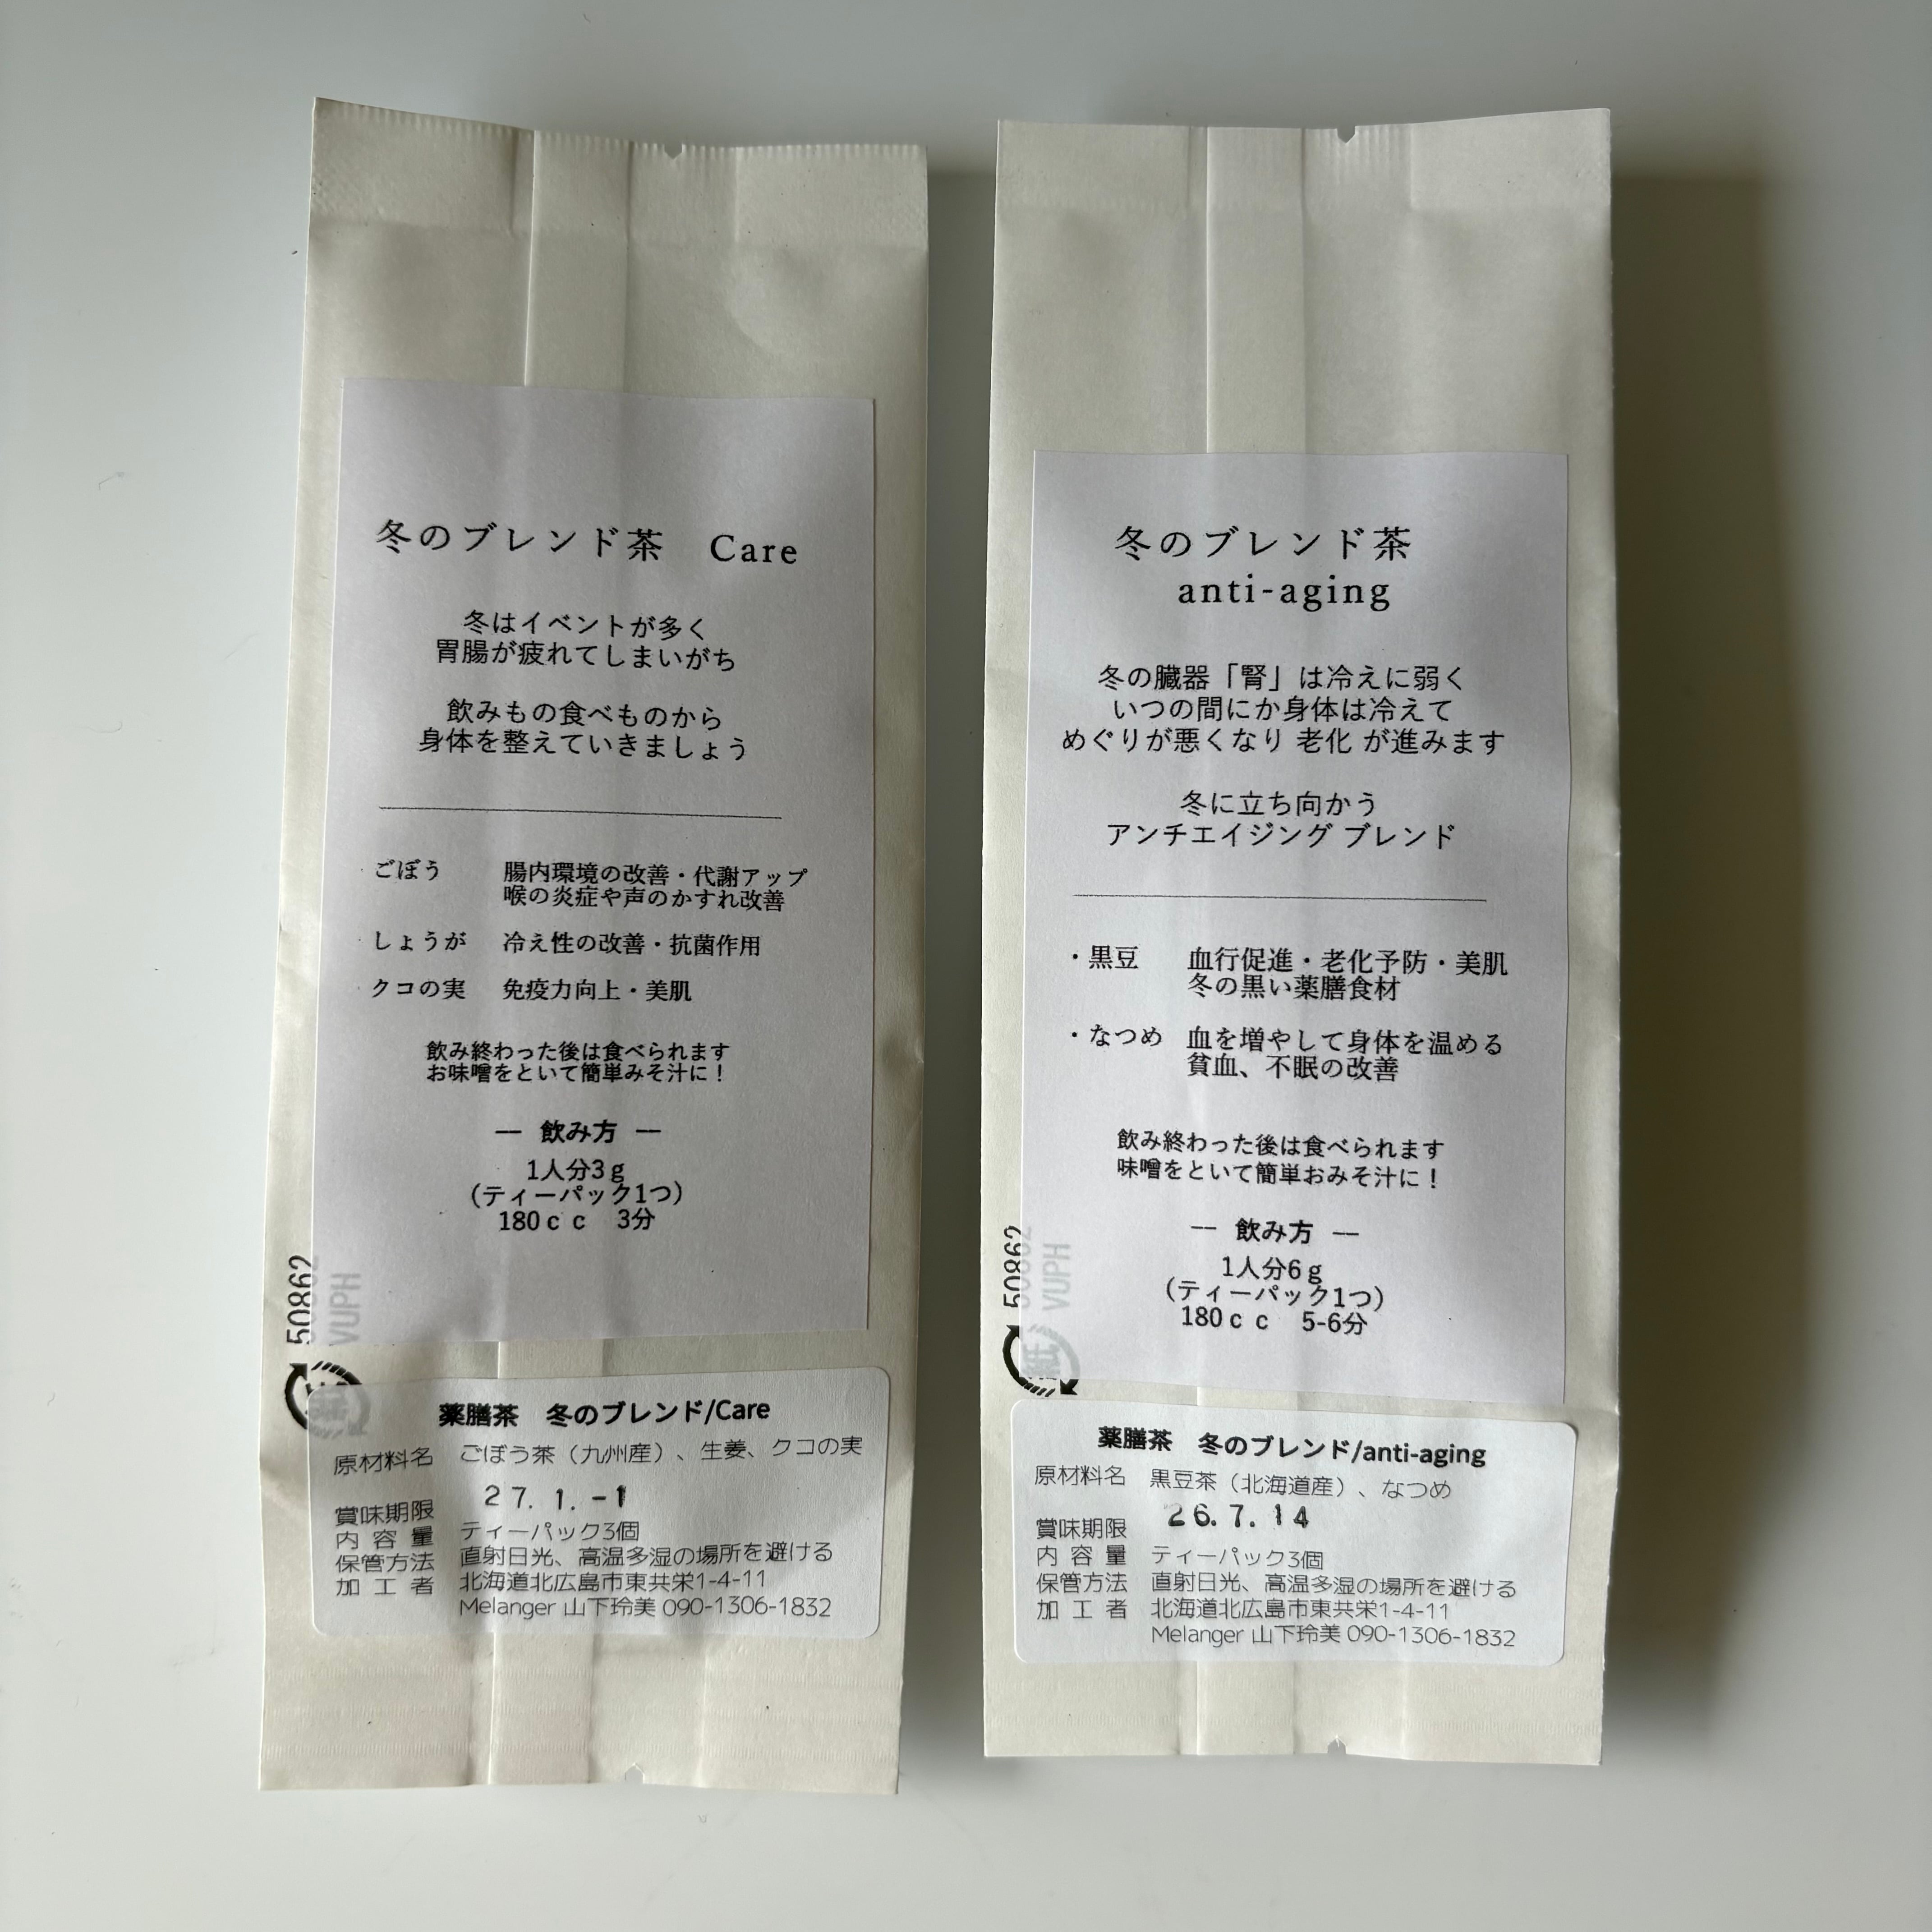 冬のブレンド茶　Care
冬はイベントが多く
胃腸が疲れてしまいがち
飲みもの食べものから
身体を整えていきましょう
ごぼう　腸内環境の改善・代謝アップ
喉の炎症や声のかすれ改善
しょうが　冷え性の改善・抗菌作用
クコの実　免疫力向上・美肌
飲み終わった後は食べられます
お味噌をといて簡単みそ汁に！
― 飲み方 ―
1人分3g
（ティーパック1つ）
180cc　3分
50862
VUPH
薬膳茶　冬のブレンド/Care
原材料名　ごぼう茶（九州産）、生姜、クコの実
賞味期限　27. 1. -1
内容量　ティーパック3個
保管方法　直射日光、高温多湿の場所を避ける
加工者　北海道北広島市東共栄1-4-11
Melanger 山下玲美 090-1306-1832
冬のブレンド茶
anti-aging
冬の臓器「腎」は冷えに弱く
いつの間にか身体は冷えて
めぐりが悪くなり 老化 が進みます
冬に立ち向かう
アンチエイジング ブレンド
・黒豆　血行促進・老化予防・美肌
冬の黒い薬膳食材
・なつめ　血を増やして身体を温める
貧血、不眠の改善
飲み終わった後は食べられます
味噌をといて簡単おみそ汁に！
― 飲み方 ―
1人分6g
（ティーパック1つ）
180cc　5-6分
50862
VUPH
紙
薬膳茶　冬のブレンド/anti-aging
原材料名　黒豆茶（北海道産）、なつめ
賞味期限　26. 7. 14
内容量　ティーパック3個
保管方法　直射日光、高温多湿の場所を避ける
加工者　北海道北広島市東共栄1-4-11
Melanger 山下玲美 090-1306-1832